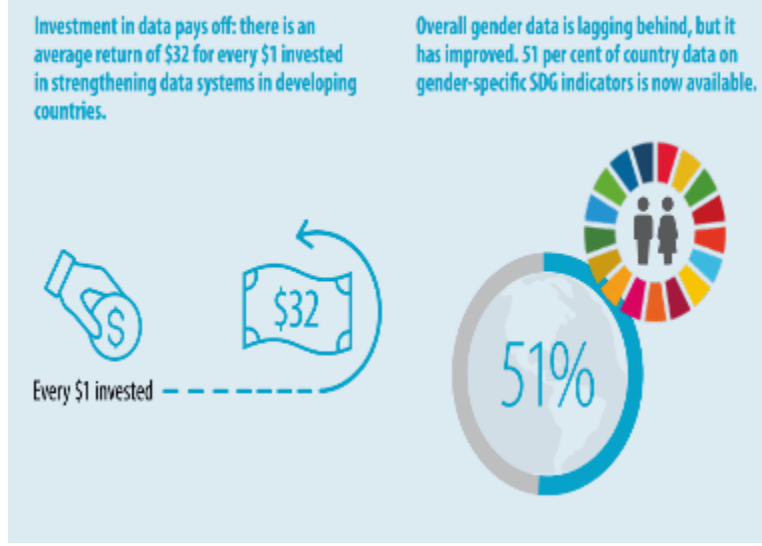 Investment in data pays off: there is an
average return of $32 for every $1 invested
in strengthening data systems in developing
countries.
Overall gender data is lagging behind, but it
has improved. 51 per cent of country data on
gender-specific SDG indicators is now available.
$
$32
Every $1 invested
51%